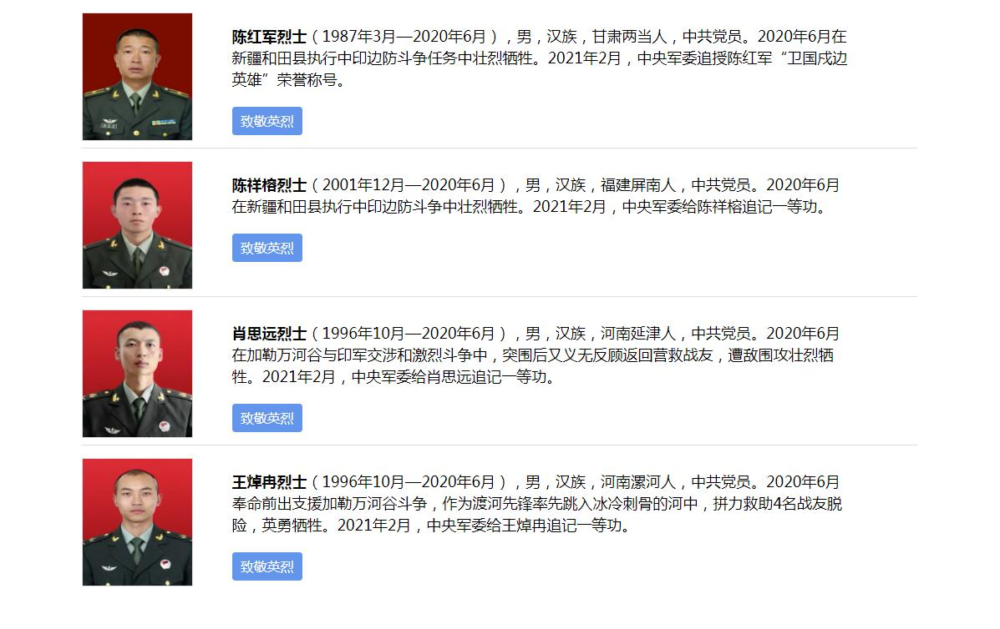 陈红军烈士（1987年3月—2020年6月），男，汉族，甘肃两当人，中共党员。2020年6月在
新疆和田县执行中印边防斗争任务中壮烈牺牲。2021年2月，中央军委追授陈红军“卫国戍边
英雄”荣誉称号。
致敬英烈
陈祥榕烈士（2001年12月—2020年6月），男，汉族，福建屏南人，中共党员。2020年6月
在新疆和田县执行中印边防斗争中壮烈牺牲。2021年2月，中央军委给陈祥榕追记一等功。
致敬英烈
肖思远烈士（1996年10月—2020年6月），男，汉族，河南延津人，中共党员。2020年6月
在加勒万河谷与印军交涉和激烈斗争中，突围后又义无反顾返回营救战友，遭敌围攻壮烈牺
牲。2021年2月，中央军委给肖思远追记一等功。
致敬英烈
王焯冉烈士（1996年10月—2020年6月），男，汉族，河南漯河人，中共党员。2020年6月
奉命前出支援加勒万河谷斗争，作为渡河先锋率先跳入冰冷刺骨的河中，拼力救助4名战友脱
险，英勇牺牲。2021年2月，中央军委给王焯冉追记一等功。
致敬英烈